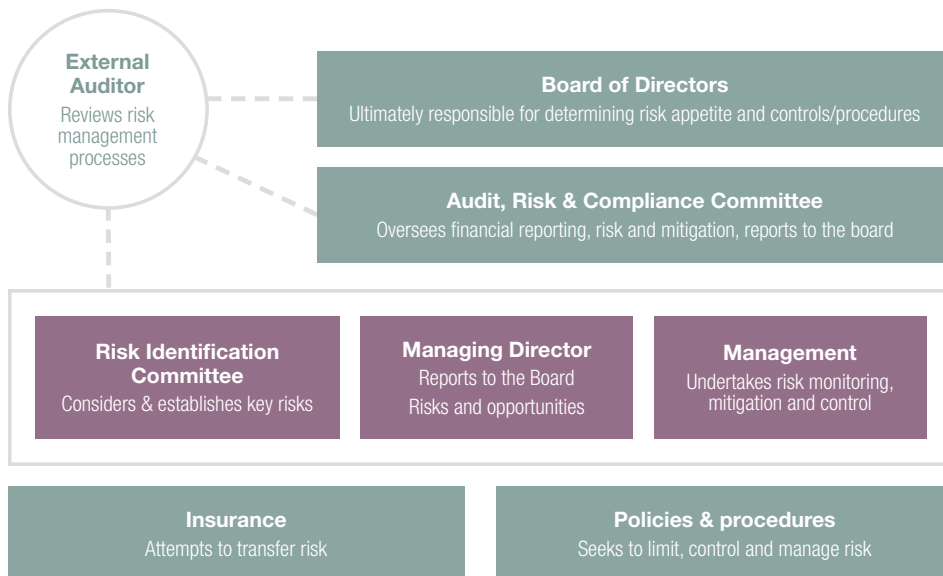 External
Auditor
Reviews risk
management
processes
Board of Directors
Ultimately responsible for determining risk appetite and controls/procedures
Audit, Risk & Compliance Committee
Oversees financial reporting, risk and mitigation, reports to the board
Risk Identification
Committee
Considers & establishes key risks
Managing Director
Reports to the Board
Risks and opportunities
Management
Undertakes risk monitoring,
mitigation and control
Insurance
Attempts to transfer risk
Policies & procedures
Seeks to limit, control and manage risk